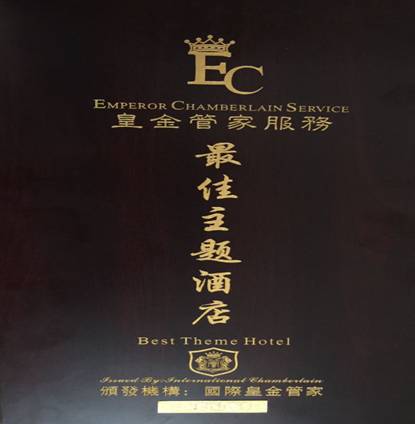 EC
EMPEROR CHAMBERLAIN SERVICE
皇金管家服務
最佳主题酒店
Best Theme Hotel
Issued By:International Chamberlain
頒發機構：國際皇金管家